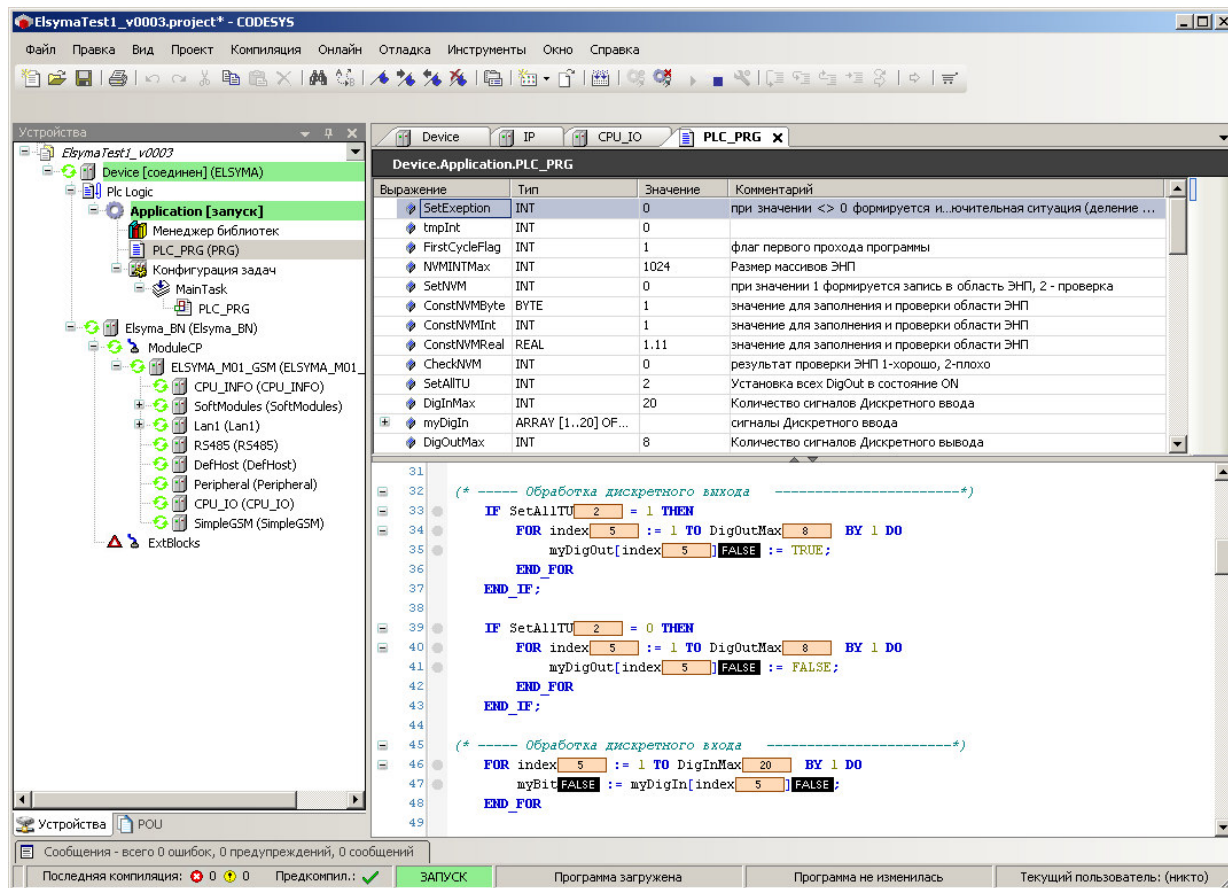 ElsymaTest1_v0003.project* - CODESYS
Файл Правка Вид Проект Компиляция Онлайн Отладка Инструменты Окно Справка
Устройства
ElsymaTest1_v0003
Device [соединен] (ELSYMA)
Plc Logic
Application [запуск]
Менеджер библиотек
PLC_PRG (PRG)
Конфигурация задач
MainTask
PLC_PRG
Elsyma_BN (Elsyma_BN)
ModuleCP
ELSYMA_M01_GSM (ELSYMA_M01_
CPU_INFO (CPU_INFO)
SoftModules (SoftModules)
Lan1 (Lan1)
RS485 (RS485)
DefHost (DefHost)
Peripheral (Peripheral)
CPU_IO (CPU_IO)
SimpleGSM (SimpleGSM)
ExtBlocks
Устройства POU
Device IP CPU_IO PLC_PRG X
Device.Application.PLC_PRG
Выражение Тип Значение Комментарий
SetExeption INT 0 при значении <> 0 формируется и...ючительная ситуация (деление ...
tmpInt INT 0
FirstCycleFlag INT 1 флаг первого прохода программы
NVMINTMax INT 1024 Размер массивов ЭНП
SetNVM INT 0 при значении 1 формируется запись в область ЭНП, 2 - проверка
ConstNVMByte BYTE 1 значение для заполнения и проверки области ЭНП
ConstNVMInt INT 1 значение для заполнения и проверки области ЭНП
ConstNVMReal REAL 1.11 значение для заполнения и проверки области ЭНП
CheckNVM INT 0 результат проверки ЭНП 1-хорошо, 2-плохо
SetAllTU INT 2 Установка всех DigOut в состояние ON
DigInMax INT 20 Количество сигналов Дискретного ввода
myDigIn ARRAY [1..20] OF... сигналы Дискретного ввода
DigOutMax INT 8 Количество сигналов Дискретного вывода
31
32 (* ----- Обработка дискретного выхода ------------------------*)
33 IF SetAllTU 2 = 1 THEN
34 FOR index 5 := 1 TO DigOutMax 8 BY 1 DO
35 myDigOut[index 5 ]FALSE := TRUE;
36 END_FOR
37 END_IF;
38
39 IF SetAllTU 2 = 0 THEN
40 FOR index 5 := 1 TO DigOutMax 8 BY 1 DO
41 myDigOut[index 5 ]FALSE := FALSE;
42 END_FOR
43 END_IF;
44
45 (* ----- Обработка дискретного входа ------------------------*)
46 FOR index 5 := 1 TO DigInMax 20 BY 1 DO
47 myBitFALSE := myDigIn[index 5 ]FALSE;
48 END_FOR
49
Сообщения - всего 0 ошибок, 0 предупреждений, 0 сообщений
Последняя компиляция: 0 0 Предкомпил.: ЗАПУСК Программа загружена Программа не изменилась Текущий пользователь: (никто)